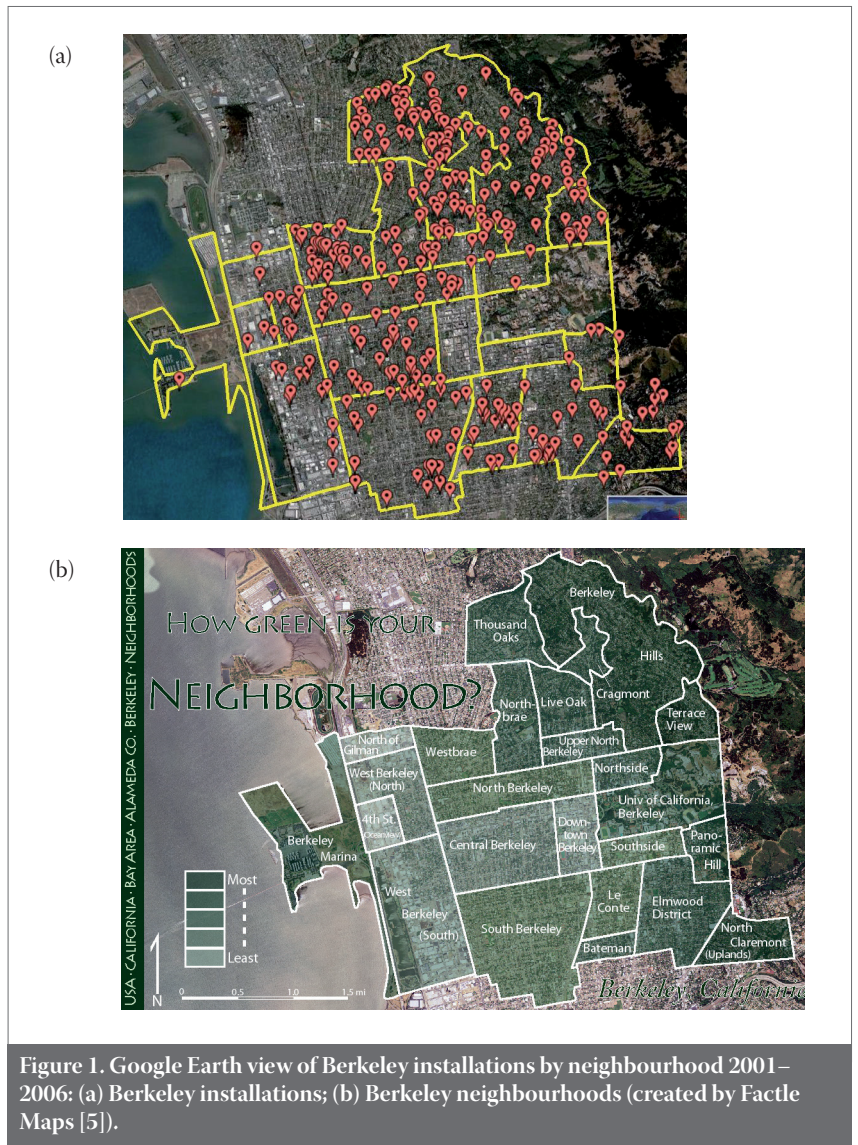 (a)
(b)
USA · CALIFORNIA · BAY AREA · ALAMEDA CO. · BERKELEY · NEIGHBORHOODS
HOW GREEN IS YOUR
NEIGHBORHOOD?
Berkeley
Thousand
Oaks
Hills
North-
brae
Live Oak
Cragmont
Terrace
View
North of
Gilman
Westbrae
Upper North
Berkeley
Northside
West Berkeley
(North)
North Berkeley
Univ of California,
Berkeley
4th St.
(Oceanview)
Berkeley
Marina
Central Berkeley
Down-
town
Berkeley
Southside
Pano-
ramic
Hill
Most
Least
West
Berkeley
(South)
South Berkeley
Le
Conte
Elmwood
District
Bateman
North
Claremont
(Uplands)
N
0 0.5 1.0 1.5 mi
Berkeley, California
Figure 1. Google Earth view of Berkeley installations by neighbourhood 2001–
2006: (a) Berkeley installations; (b) Berkeley neighbourhoods (created by Factle
Maps [5]).